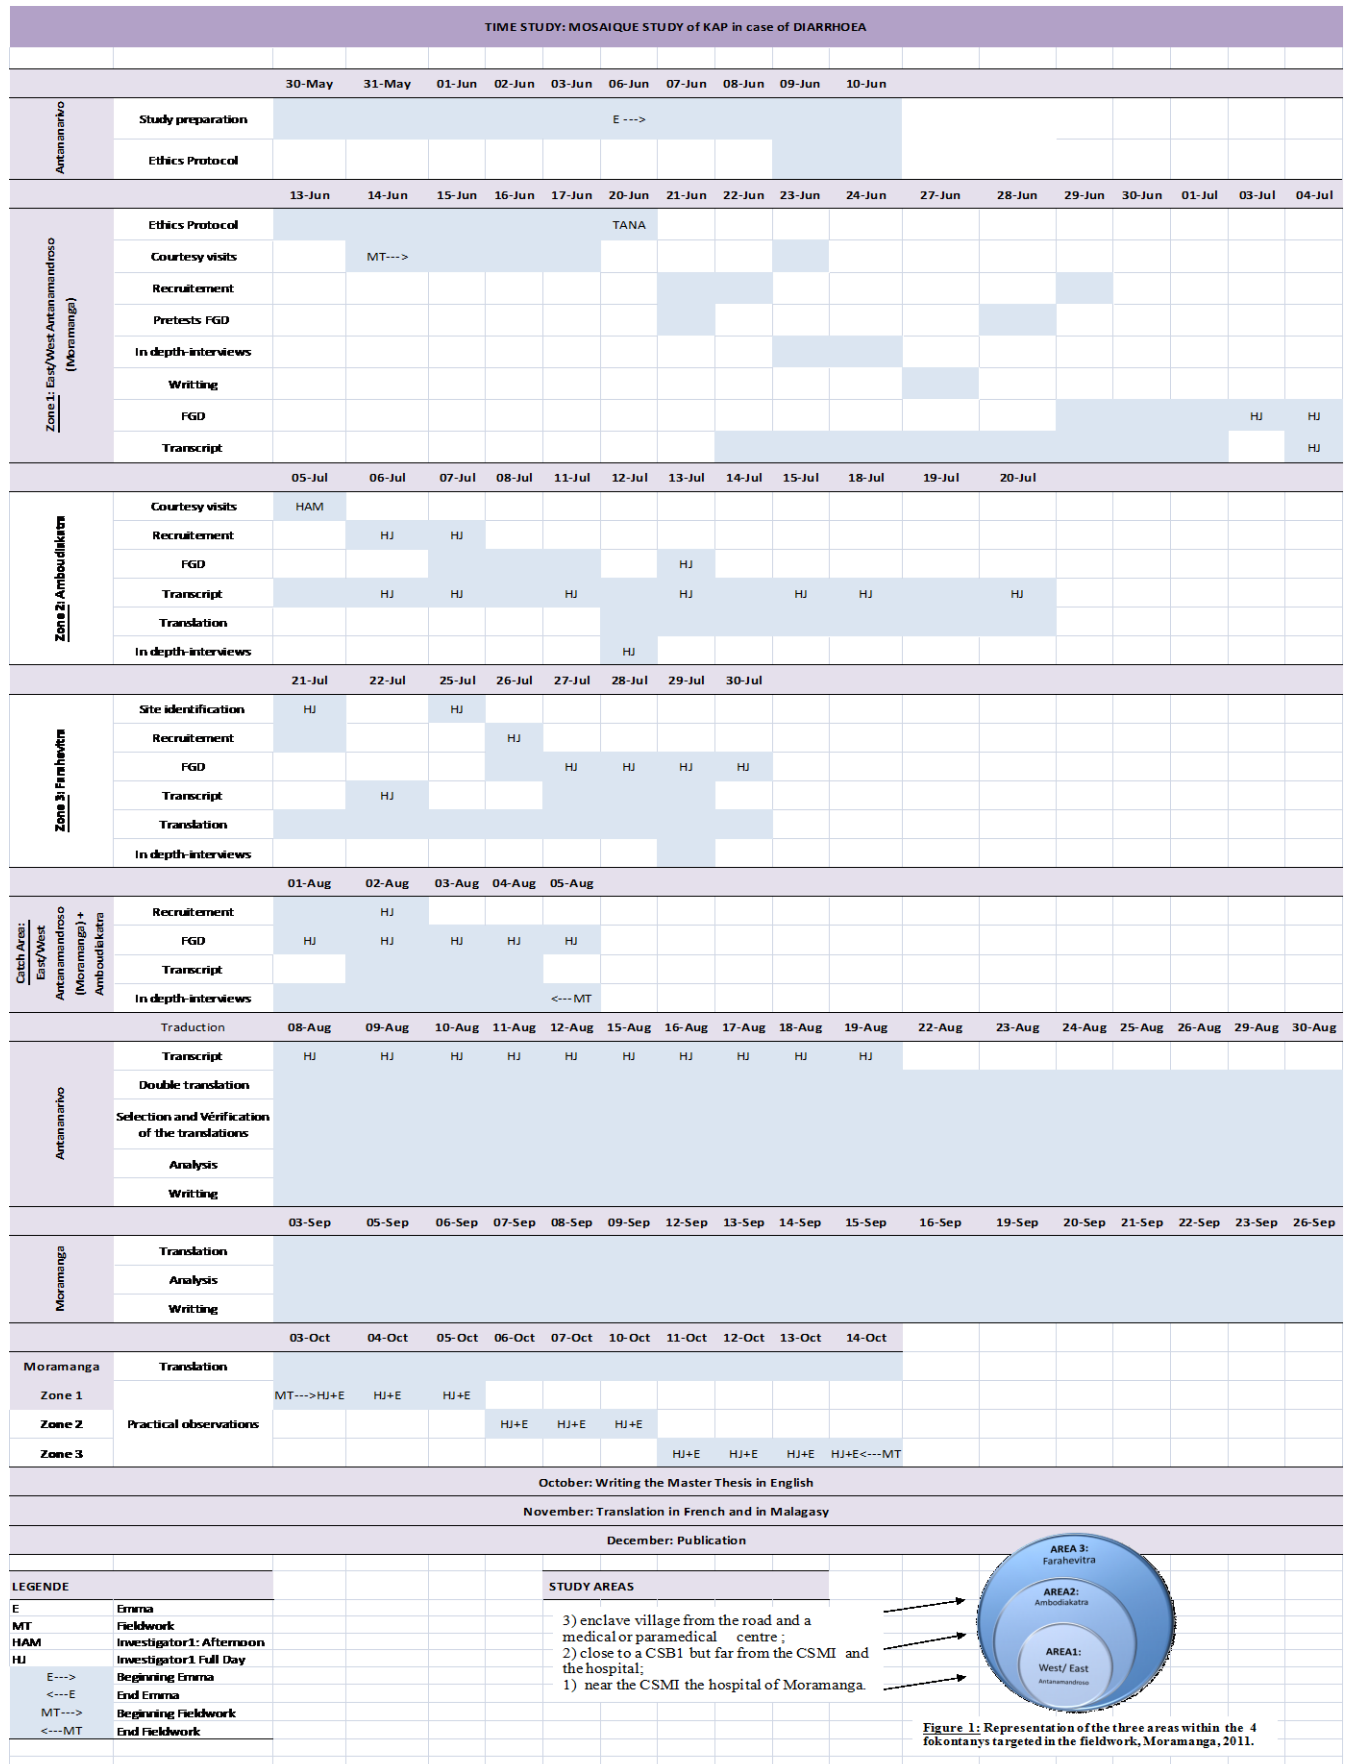 TIME STUDY: MOSAIQUE STUDY of KAP in case of DIARRHOEA
30-May 31-May 01-Jun 02-Jun 03-Jun 06-Jun 07-Jun 08-Jun 09-Jun 10-Jun
Antananarivo
Study preparation E --->
Ethics Protocol
13-Jun 14-Jun 15-Jun 16-Jun 17-Jun 20-Jun 21-Jun 22-Jun 23-Jun 24-Jun 27-Jun 28-Jun 29-Jun 30-Jun 01-Jul 03-Jul 04-Jul
Zone 1: East/West Antanamandroso
(Moramanga)
Ethics Protocol TANA
Courtesy visits MT--->
Recruitement
Pretests FGD
In depth-interviews
Writting
FGD HJ HJ
Transcript HJ
05-Jul 06-Jul 07-Jul 08-Jul 11-Jul 12-Jul 13-Jul 14-Jul 15-Jul 18-Jul 19-Jul 20-Jul
Zone 2: Amboudiakatra
Courtesy visits HAM
Recruitement HJ HJ
FGD HJ
Transcript HJ HJ HJ HJ HJ HJ HJ
Translation
In depth-interviews HJ
21-Jul 22-Jul 25-Jul 26-Jul 27-Jul 28-Jul 29-Jul 30-Jul
Zone 3: Farahevitra
Site identification HJ HJ
Recruitement HJ
FGD HJ HJ HJ HJ
Transcript HJ
Translation
In depth-interviews
01-Aug 02-Aug 03-Aug 04-Aug 05-Aug
Catch Area:
East/West
Antanamandroso
(Moramanga) +
Amboudiakatra
Recruitement HJ
FGD HJ HJ HJ HJ HJ
Transcript
In depth-interviews <---MT
Traduction 08-Aug 09-Aug 10-Aug 11-Aug 12-Aug 15-Aug 16-Aug 17-Aug 18-Aug 19-Aug 22-Aug 23-Aug 24-Aug 25-Aug 26-Aug 29-Aug 30-Aug
Antananarivo
Transcript HJ HJ HJ HJ HJ HJ HJ HJ HJ HJ
Double translation
Selection and Vérification
of the translations
Analysis
Writting
03-Sep 05-Sep 06-Sep 07-Sep 08-Sep 09-Sep 12-Sep 13-Sep 14-Sep 15-Sep 16-Sep 19-Sep 20-Sep 21-Sep 22-Sep 23-Sep 26-Sep
Moramanga
Translation
Analysis
Writting
03-Oct 04-Oct 05-Oct 06-Oct 07-Oct 10-Oct 11-Oct 12-Oct 13-Oct 14-Oct
Moramanga Translation
Zone 1 MT--->HJ+E HJ+E HJ+E
Zone 2 Practical observations HJ+E HJ+E HJ+E
Zone 3 HJ+E HJ+E HJ+E HJ+E<---MT
October: Writing the Master Thesis in English
November: Translation in French and in Malagasy
December: Publication
LEGENDE
E Emma
MT Fieldwork
HAM Investigator1: Afternoon
HJ Investigator1 Full Day
E---> Beginning Emma
<---E End Emma
MT---> Beginning Fieldwork
<---MT End Fieldwork
STUDY AREAS
3) enclave village from the road and a
medical or paramedical centre ;
2) close to a CSB1 but far from the CSMI and
the hospital;
1) near the CSMI the hospital of Moramanga.
AREA 3:
Farahevitra
AREA2:
Ambodiakatra
AREA1:
West/ East
Antanamandroso
Figure 1: Representation of the three areas within the 4
fokontanys targeted in the fieldwork, Moramanga, 2011.